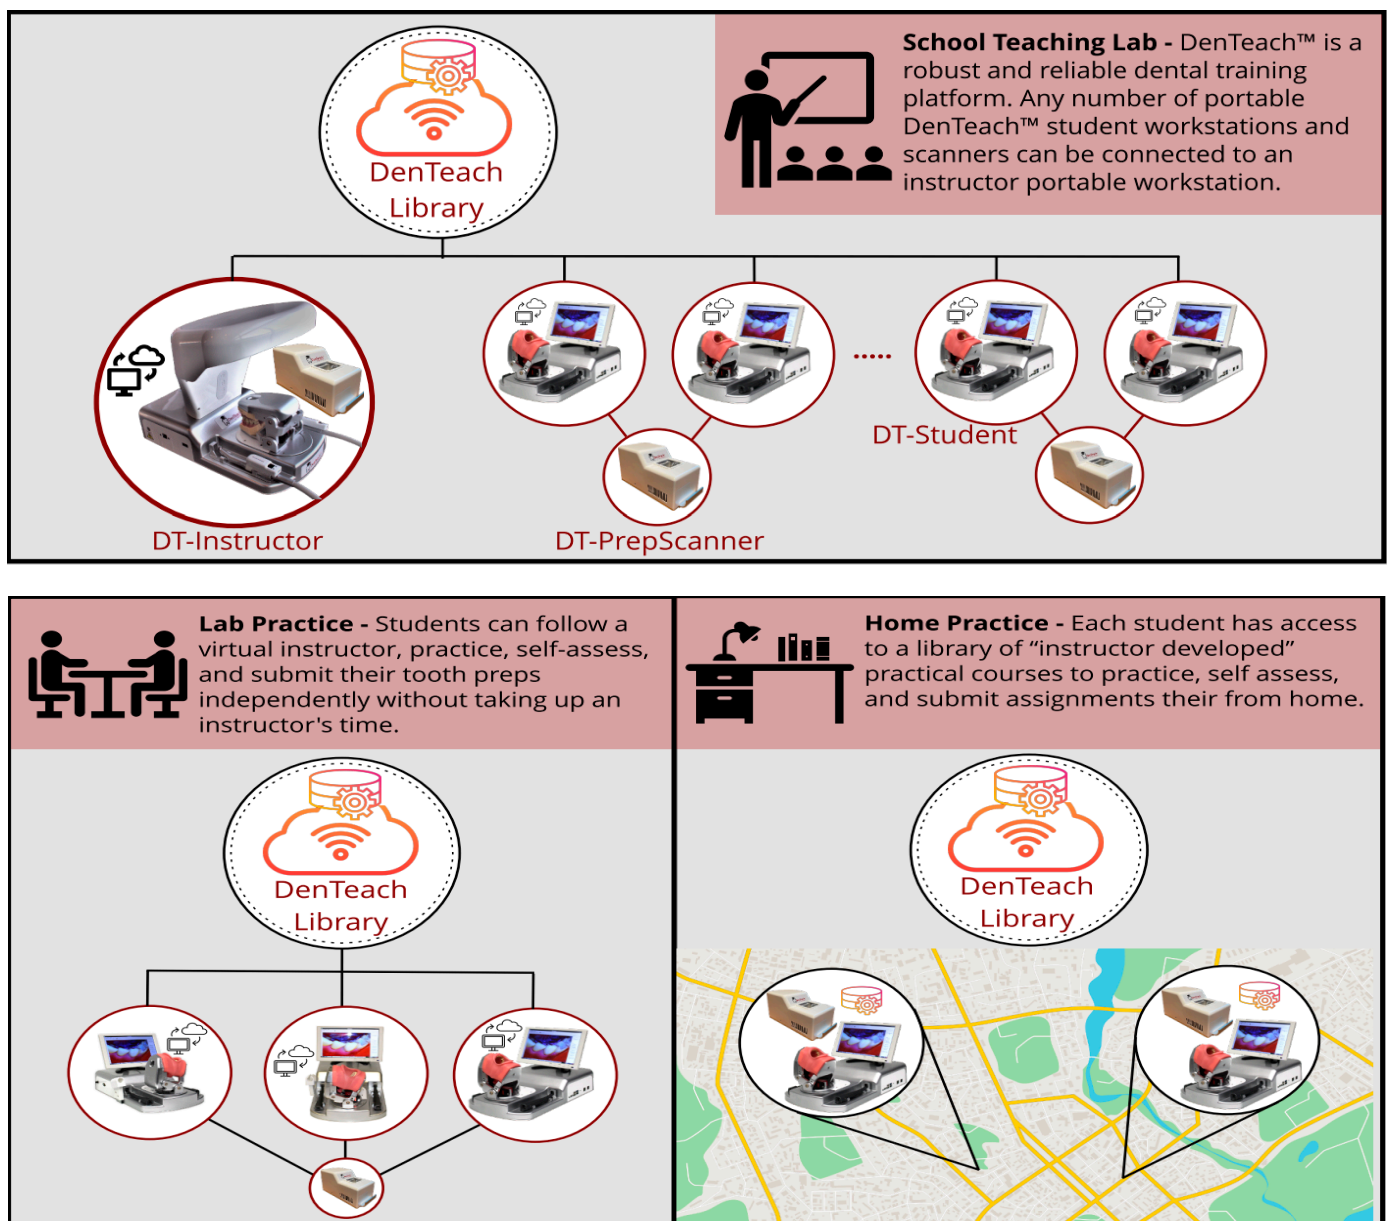 School Teaching Lab - DenTeach™ is a
robust and reliable dental training
platform. Any number of portable
DenTeach™ student workstations and
scanners can be connected to an
instructor portable workstation.
DenTeach
Library
DT-Student
DT-Instructor
DT-PrepScanner
Lab Practice - Students can follow a
virtual instructor, practice, self-assess,
and submit their tooth preps
independently without taking up an
instructor's time.
DenTeach
Library
Home Practice - Each student has access
to a library of “instructor developed”
practical courses to practice, self assess,
and submit assignments their from home.
DenTeach
Library